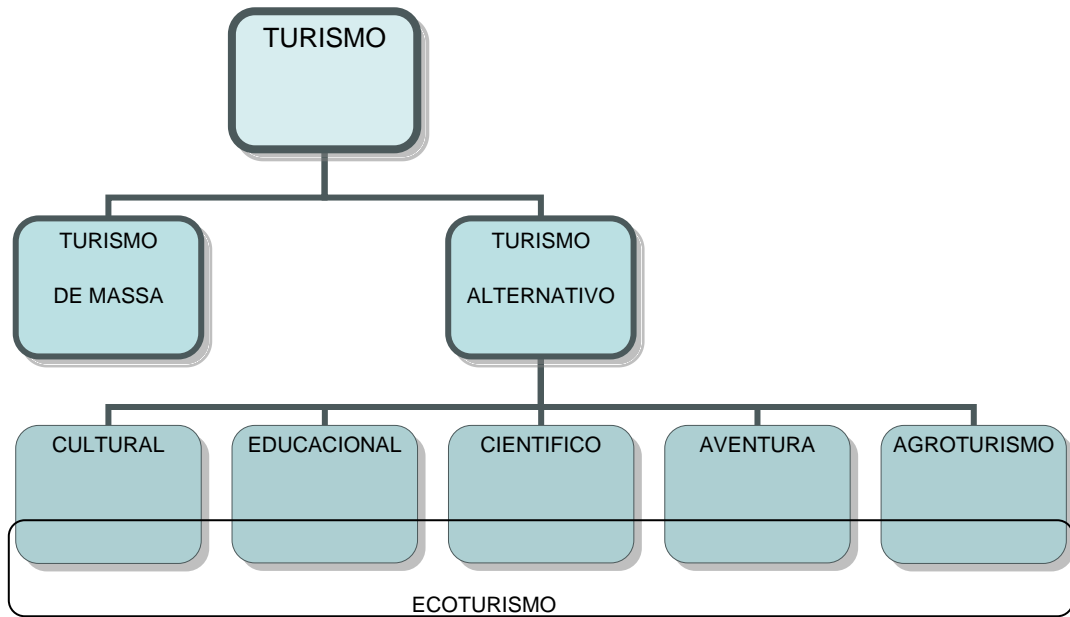 TURISMO
TURISMO
DE MASSA
TURISMO
ALTERNATIVO
CULTURAL
EDUCACIONAL
CIENTIFICO
AVENTURA
AGROTURISMO
ECOTURISMO